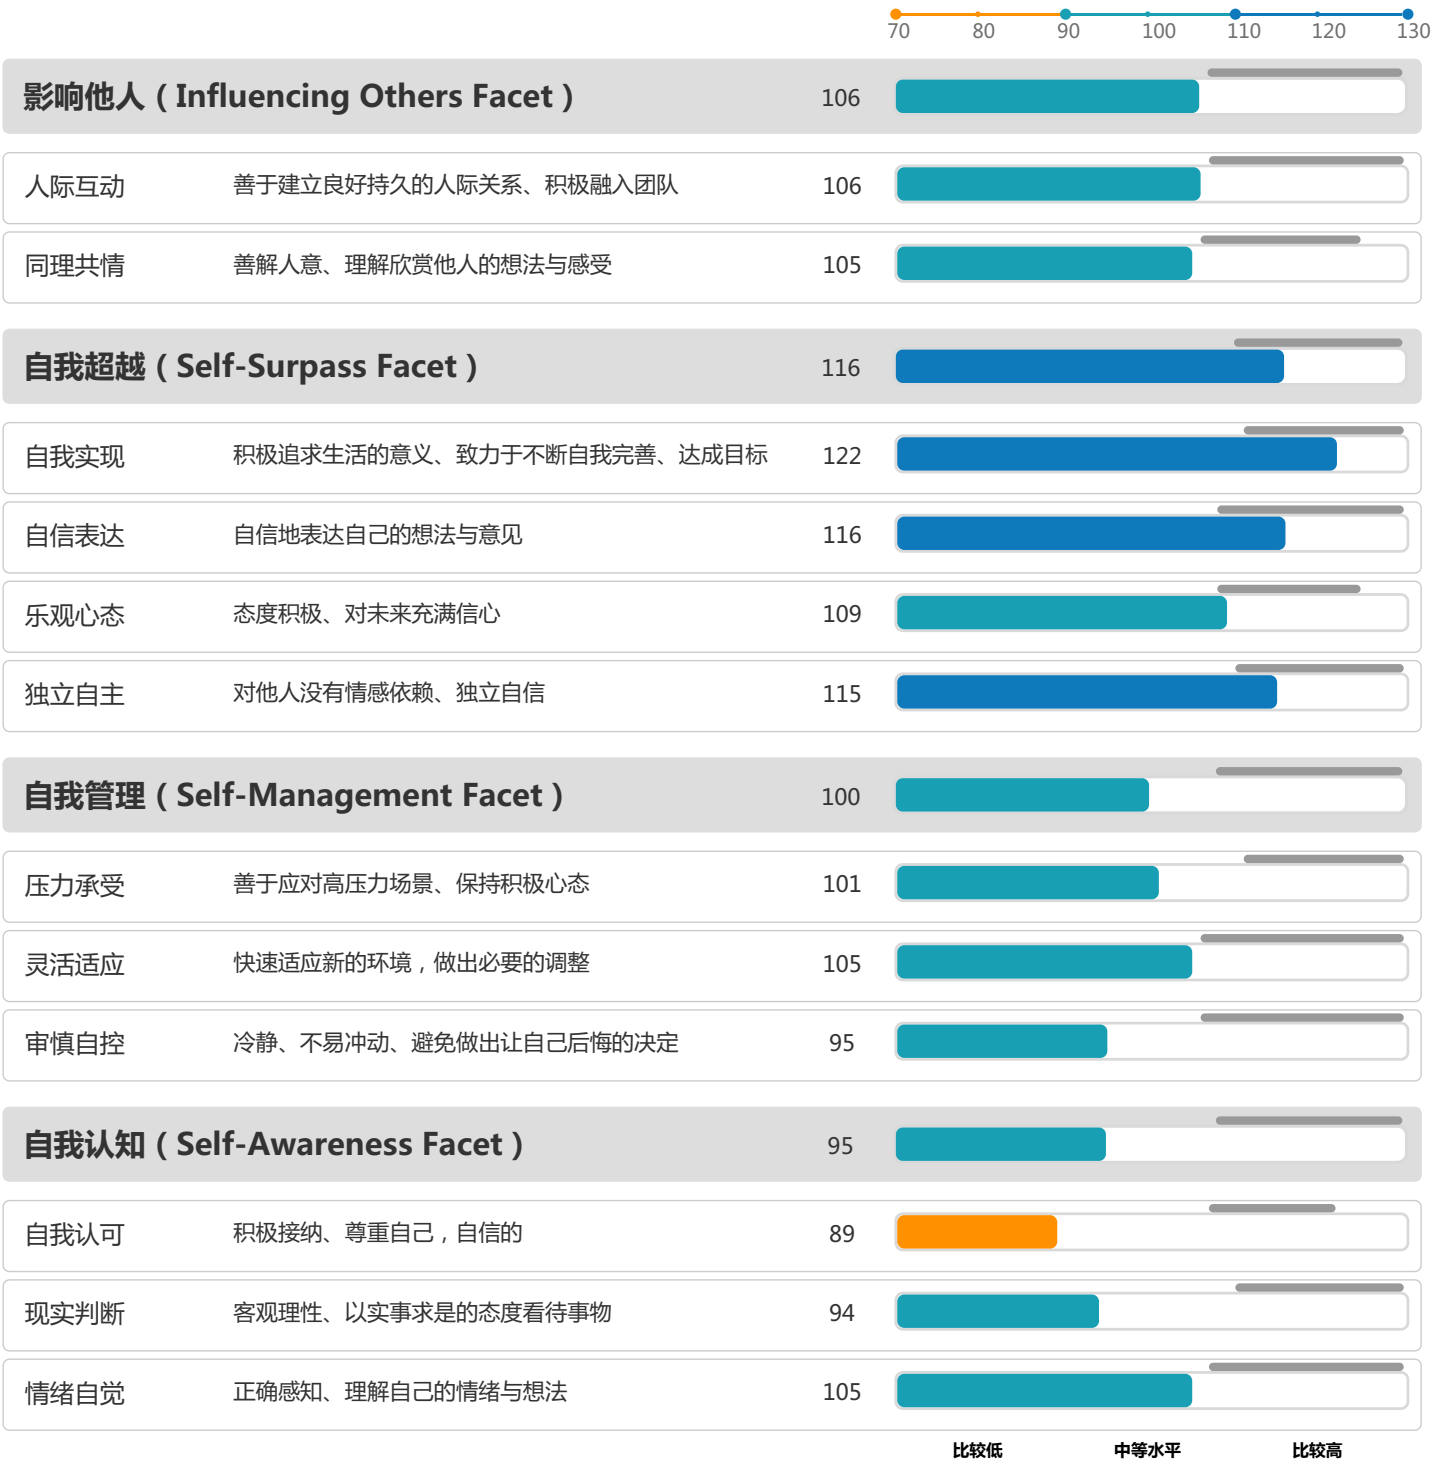 70 80 90 100 110 120 130
影响他人（Influencing Others Facet） 106
人际互动 善于建立良好持久的人际关系、积极融入团队 106
同理共情 善解人意、理解欣赏他人的想法与感受 105
自我超越（Self-Surpass Facet） 116
自我实现 积极追求生活的意义、致力于不断自我完善、达成目标 122
自信表达 自信地表达自己的想法与意见 116
乐观心态 态度积极、对未来充满信心 109
独立自主 对他人没有情感依赖、独立自信 115
自我管理（Self-Management Facet） 100
压力承受 善于应对高压力场景、保持积极心态 101
灵活适应 快速适应新的环境，做出必要的调整 105
审慎自控 冷静、不易冲动、避免做出让自己后悔的决定 95
自我认知（Self-Awareness Facet） 95
自我认可 积极接纳、尊重自己，自信的 89
现实判断 客观理性、以实事求是的态度看待事物 94
情绪自觉 正确感知、理解自己的情绪与想法 105
比较低 中等水平 比较高